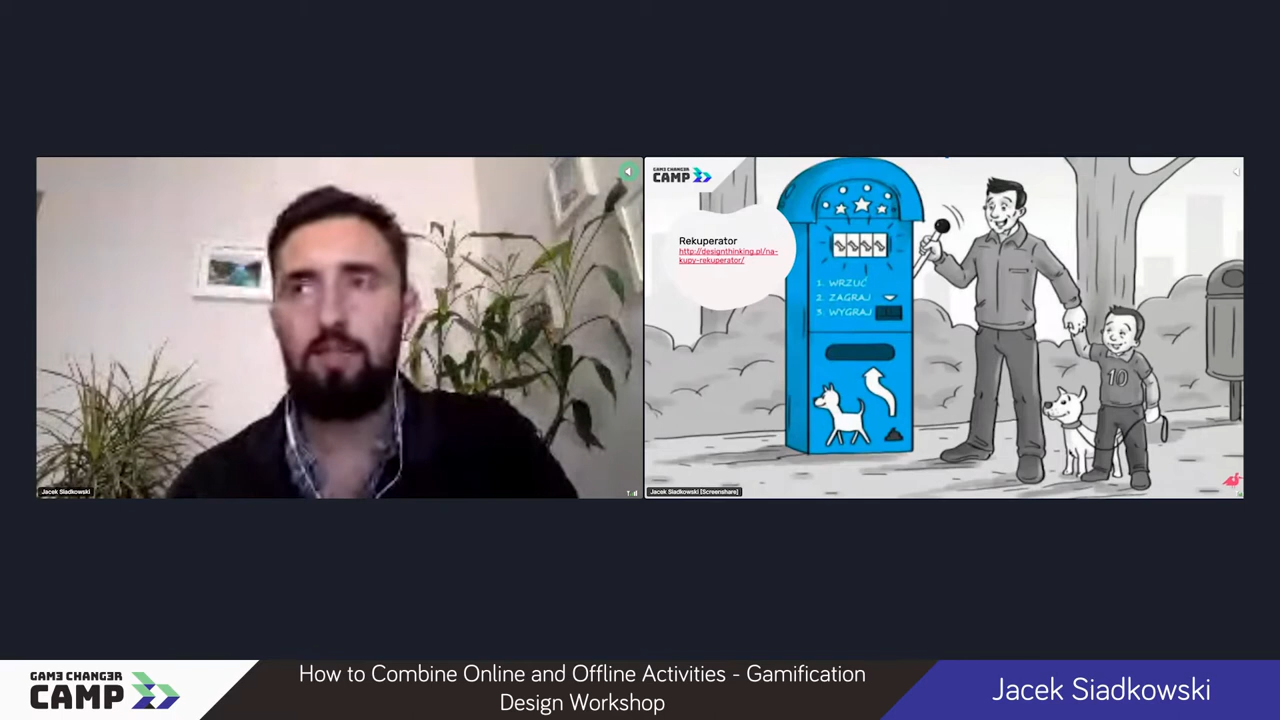 GAM3 CHANG3R
CAMP
Rekuperator
http://designthinking.pl/na-
kupy-rekuperator/
1. WRZUĆ
2. ZAGRAJ
3. WYGRAJ
10
Jacek Siadkowski
Jacek Siadkowski [Screenshare]
GAM3 CHANG3R
CAMP
How to Combine Online and Offline Activities - Gamification
Design Workshop
Jacek Siadkowski